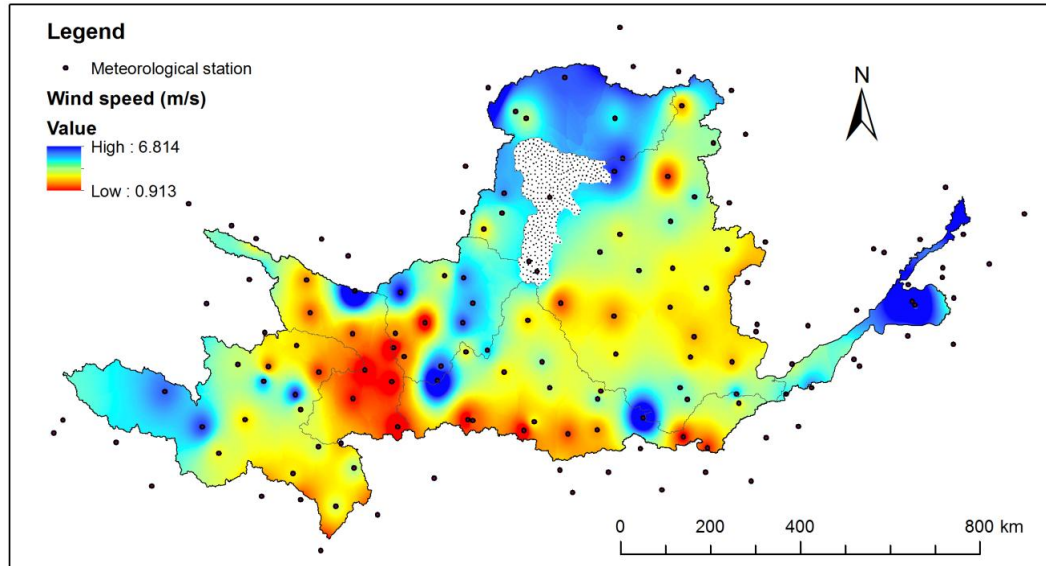 Legend
Meteorological station
Wind speed (m/s)
Value
High : 6.814
Low : 0.913
N
0 200 400 800 km